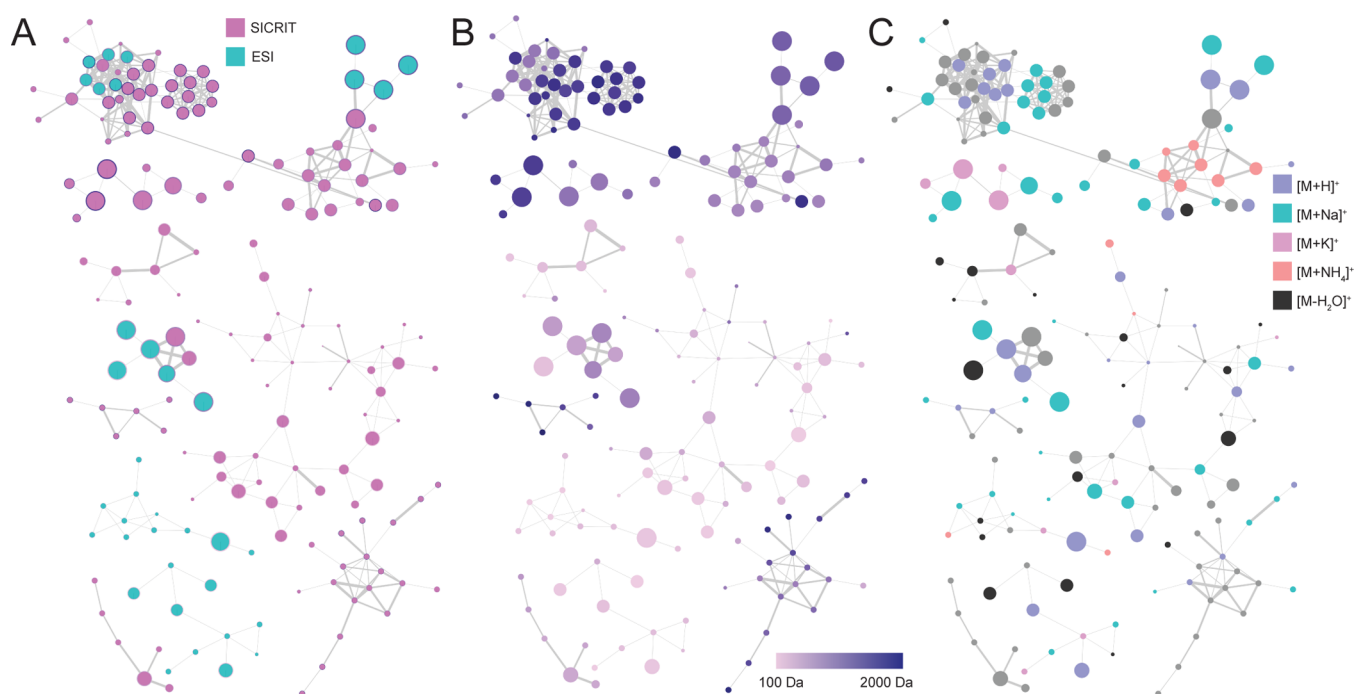 A
SICRIT
ESI
B
C
[M+H]⁺
[M+Na]⁺
[M+K]⁺
[M+NH₄]⁺
[M-H₂O]⁺
100 Da
2000 Da